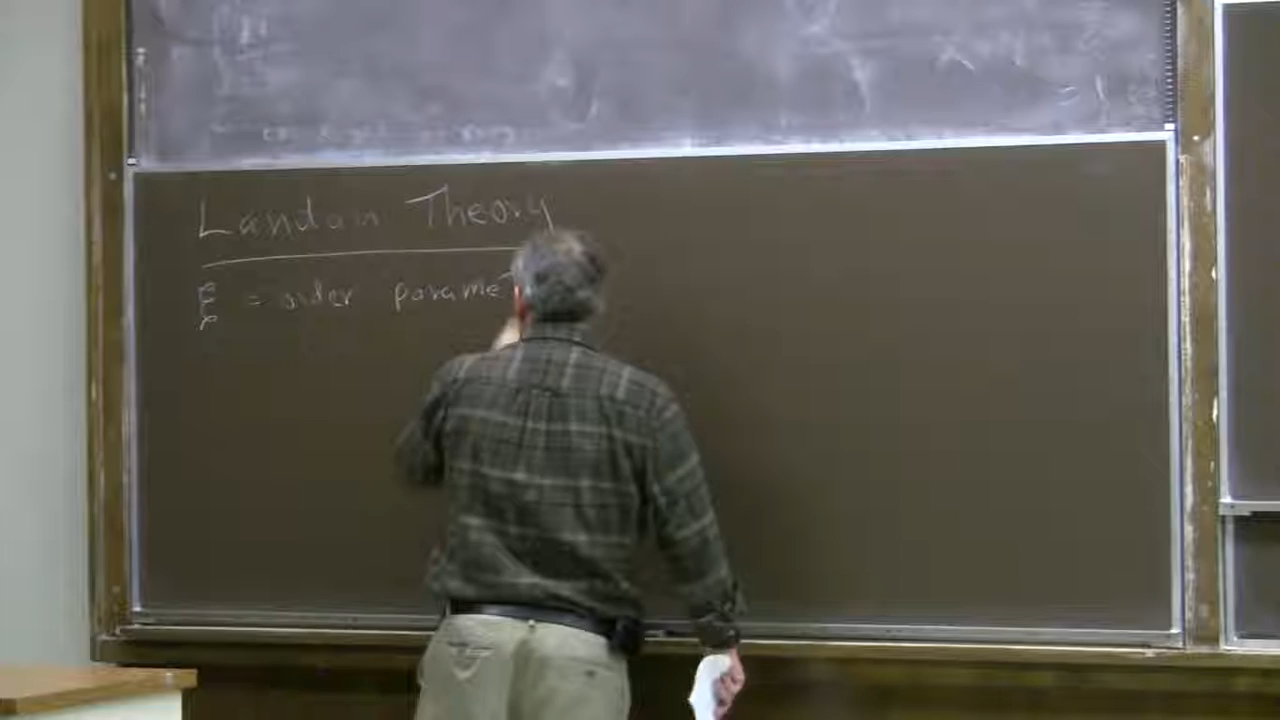 Landau Theory
ξ = order parame